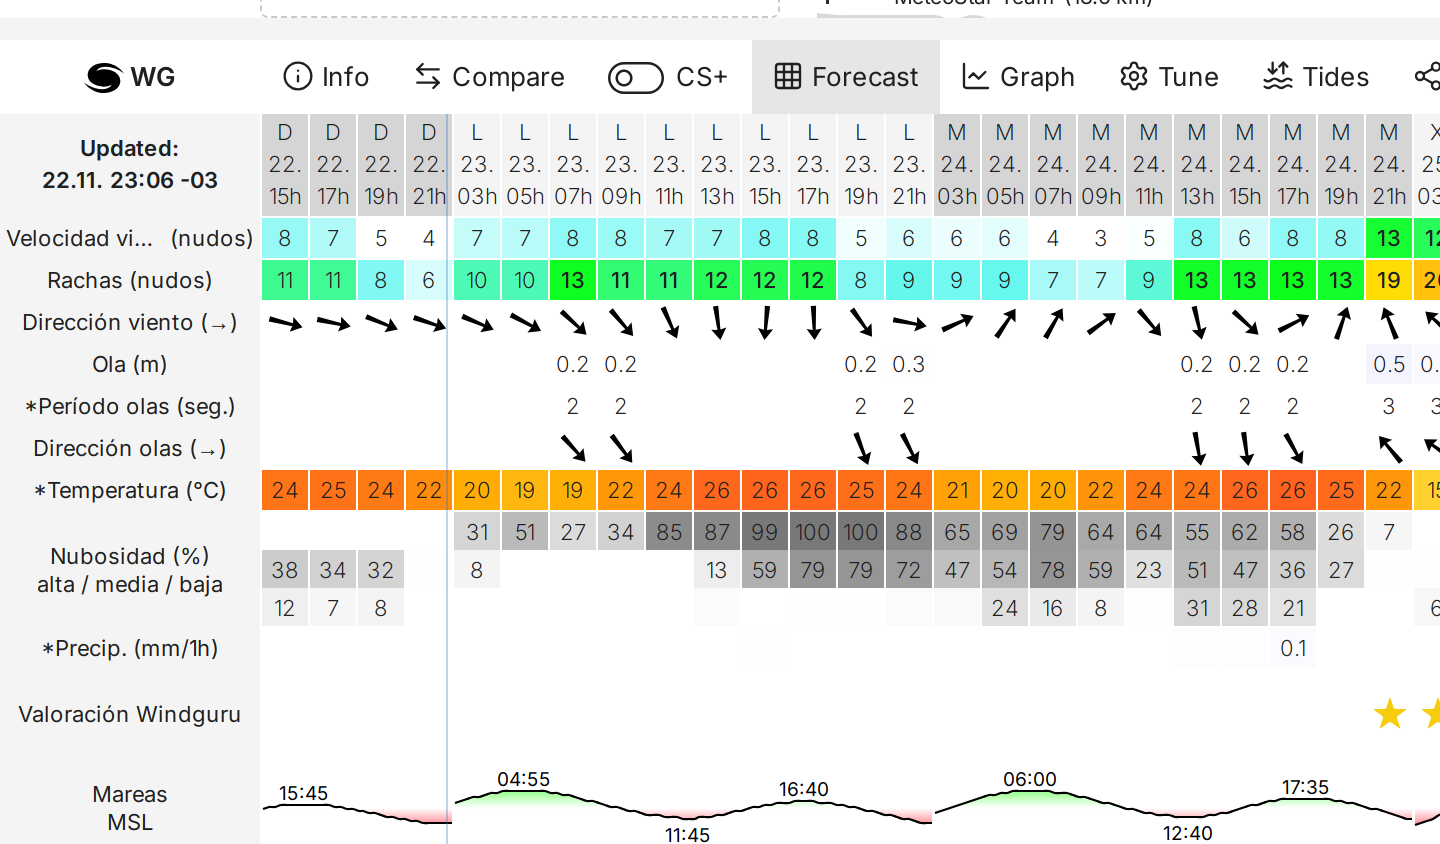 WG Info Compare CS+ Forecast Graph Tune Tides
Updated:
22.11. 23:06 -03
D D D D L L L L L L L L L L M M M M M M M M M M X
22. 22. 22. 22. 23. 23. 23. 23. 23. 23. 23. 23. 23. 23. 24. 24. 24. 24. 24. 24. 24. 24. 24. 24.
15h 17h 19h 21h 03h 05h 07h 09h 11h 13h 15h 17h 19h 21h 03h 05h 07h 09h 11h 13h 15h 17h 19h 21h
Velocidad vi... (nudos) 8 7 5 4 7 7 8 8 7 7 8 8 5 6 6 6 4 3 5 8 6 8 8 13
Rachas (nudos) 11 11 8 6 10 10 13 11 11 12 12 12 8 9 9 9 7 7 9 13 13 13 13 19
Dirección viento (→)
Ola (m) 0.2 0.2 0.2 0.3 0.2 0.2 0.2 0.5
*Período olas (seg.) 2 2 2 2 2 2 2 3
Dirección olas (→)
*Temperatura (°C) 24 25 24 22 20 19 19 22 24 26 26 26 25 24 21 20 20 22 24 24 26 26 25 22
31 51 27 34 85 87 99 100 100 88 65 69 79 64 64 55 62 58 26 7
Nubosidad (%)
38 34 32 8 13 59 79 79 72 47 54 78 59 23 51 47 36 27
alta / media / baja
12 7 8 24 16 8 31 28 21
*Precip. (mm/1h) 0.1
Valoración Windguru
15:45 04:55 16:40 06:00 17:35
Mareas
MSL
11:45 12:40